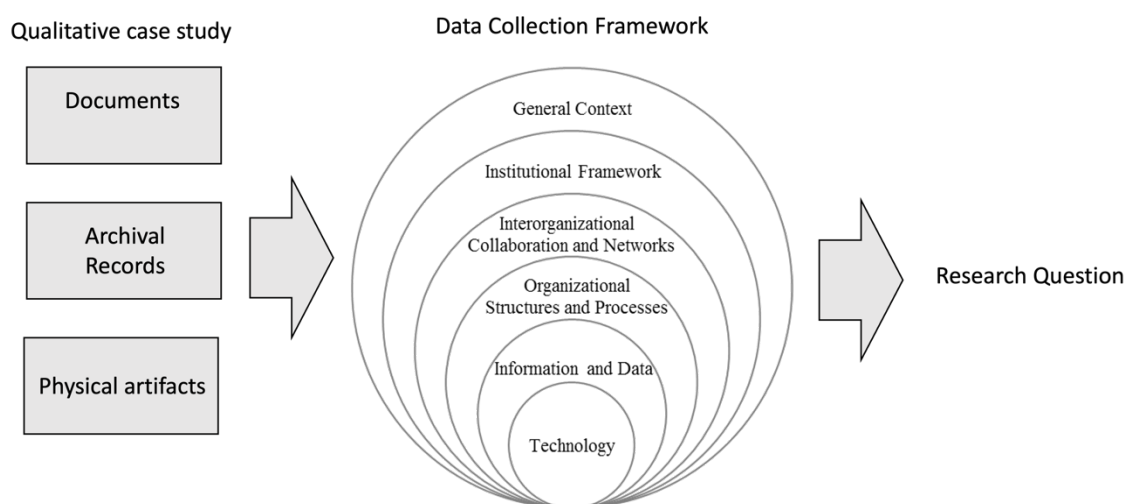 Qualitative case study
Documents
Archival
Records
Physical artifacts
Data Collection Framework
General Context
Institutional Framework
Interorganizational
Collaboration and Networks
Organizational
Structures and Processes
Information and Data
Technology
Research Question